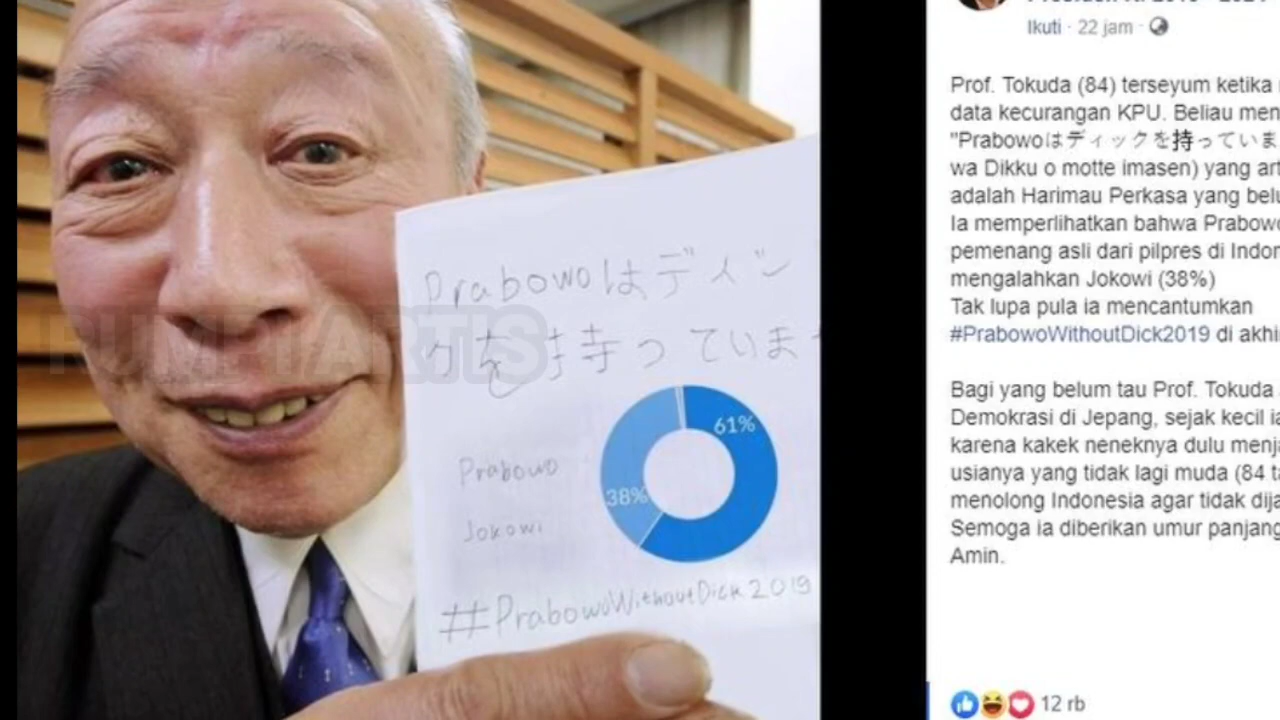 Ikuti · 22 jam ·
Prof. Tokuda (84) terseyum ketika
data kecurangan KPU. Beliau men
"Prabowoはディックを持っていま
wa Dikku o motte imasen) yang art
adalah Harimau Perkasa yang belu
Ia memperlihatkan bahwa Prabowo
pemenang asli dari pilpres di Indon
mengalahkan Jokowi (38%)
Tak lupa pula ia mencantumkan
#PrabowoWithoutDick2019 di akhi
Bagi yang belum tau Prof. Tokuda
Demokrasi di Jepang, sejak kecil ia
karena kakek neneknya dulu menja
usianya yang tidak lagi muda (84 ta
menolong Indonesia agar tidak dija
Semoga ia diberikan umur panjang
Amin.
12 rb
Prabowoはディッ
クを持っていませ
61%
Prabowo
38%
Jokowi
#PrabowoWithoutDick2019
RUMPI ARTIS